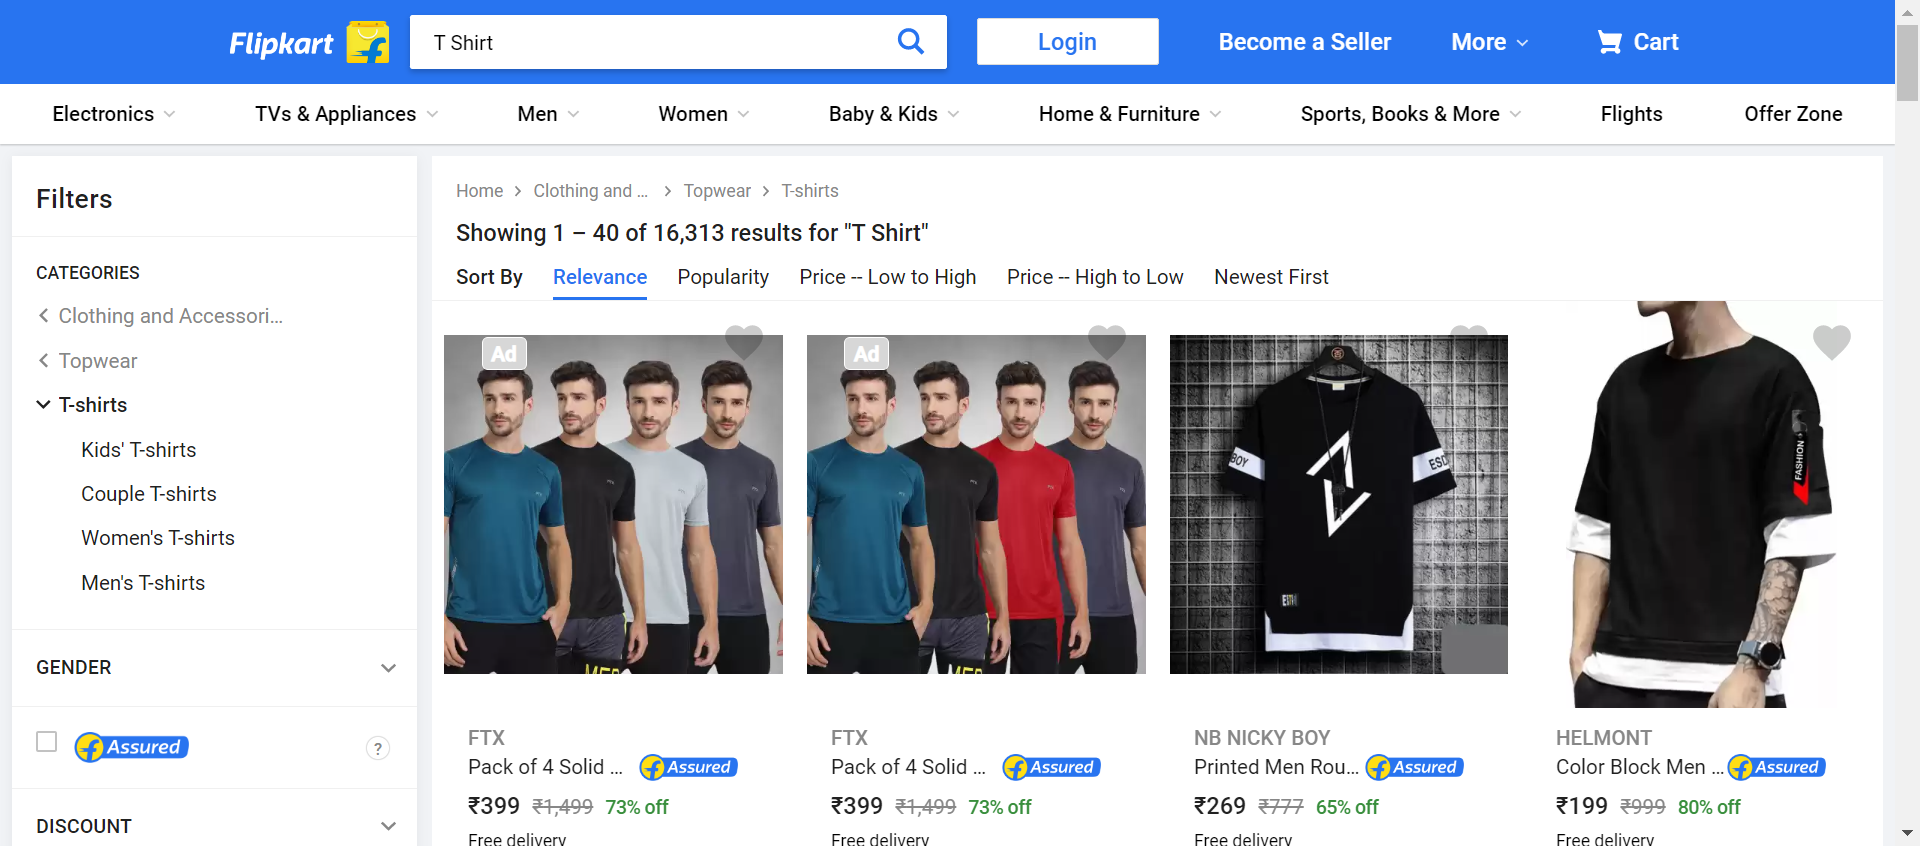 Flipkart
T Shirt
Login
Become a Seller
More
Cart
Electronics
TVs & Appliances
Men
Women
Baby & Kids
Home & Furniture
Sports, Books & More
Flights
Offer Zone
Filters
CATEGORIES
Clothing and Accessori...
Topwear
T-shirts
Kids' T-shirts
Couple T-shirts
Women's T-shirts
Men's T-shirts
GENDER
Assured
?
DISCOUNT
Home > Clothing and ... > Topwear > T-shirts
Showing 1 – 40 of 16,313 results for "T Shirt"
Sort By Relevance Popularity Price -- Low to High Price -- High to Low Newest First
Ad
FTX
Pack of 4 Solid ... Assured
₹399 ₹1,499 73% off
Free delivery
Ad
FTX
Pack of 4 Solid ... Assured
₹399 ₹1,499 73% off
Free delivery
BOY
ESD
NB NICKY BOY
Printed Men Rou... Assured
₹269 ₹777 65% off
Free delivery
FASHION
HELMONT
Color Block Men ... Assured
₹199 ₹999 80% off
Free delivery